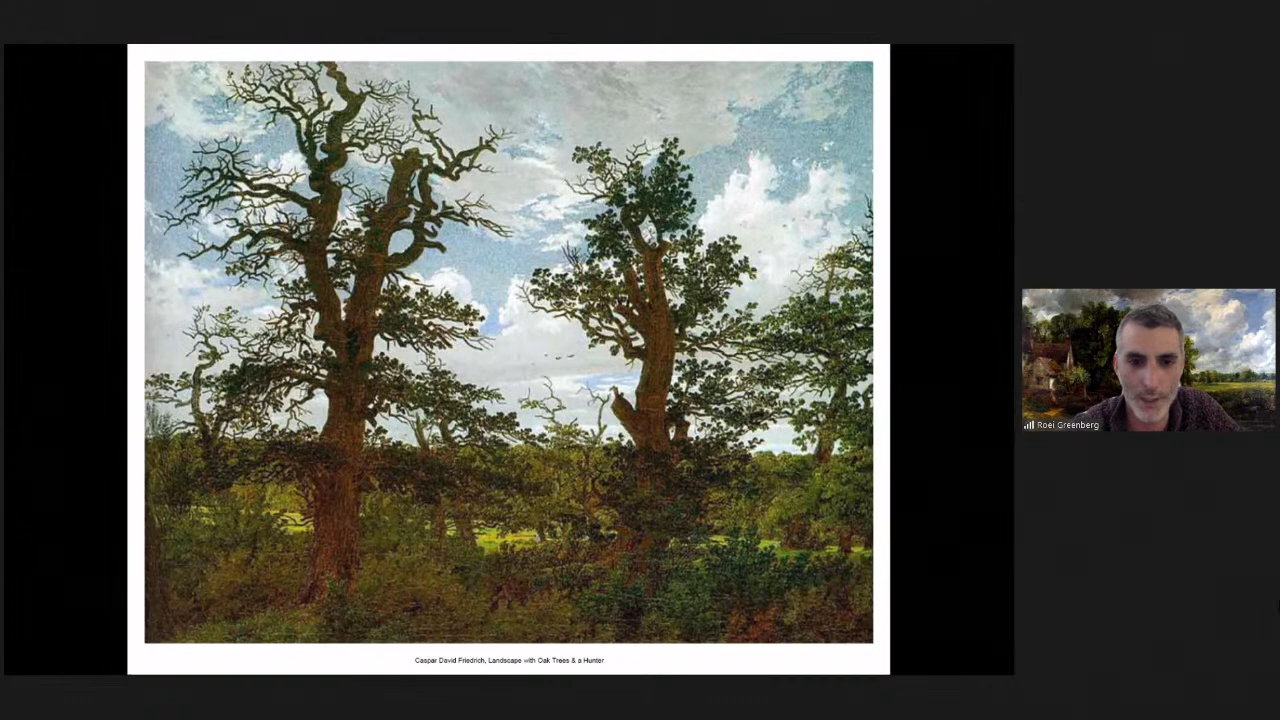 Caspar David Friedrich, Landscape with Oak Trees & a Hunter
Roei Greenberg